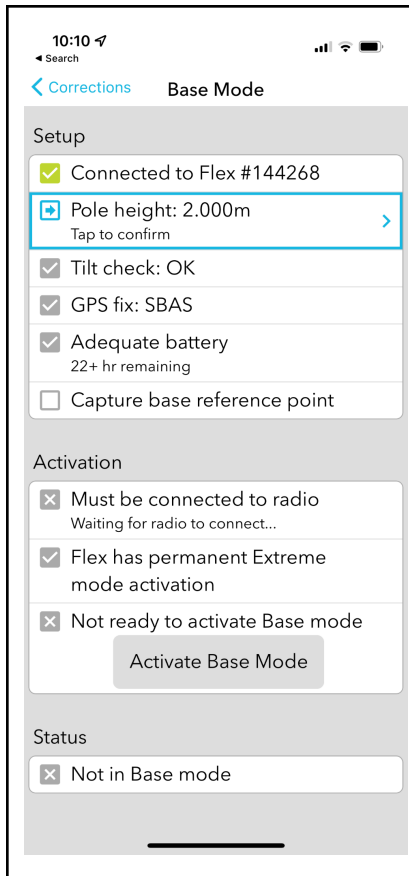 10:10
◀ Search
Corrections
Base Mode
Setup
Connected to Flex #144268
Pole height: 2.000m
Tap to confirm
Tilt check: OK
GPS fix: SBAS
Adequate battery
22+ hr remaining
Capture base reference point
Activation
Must be connected to radio
Waiting for radio to connect...
Flex has permanent Extreme
mode activation
Not ready to activate Base mode
Activate Base Mode
Status
Not in Base mode